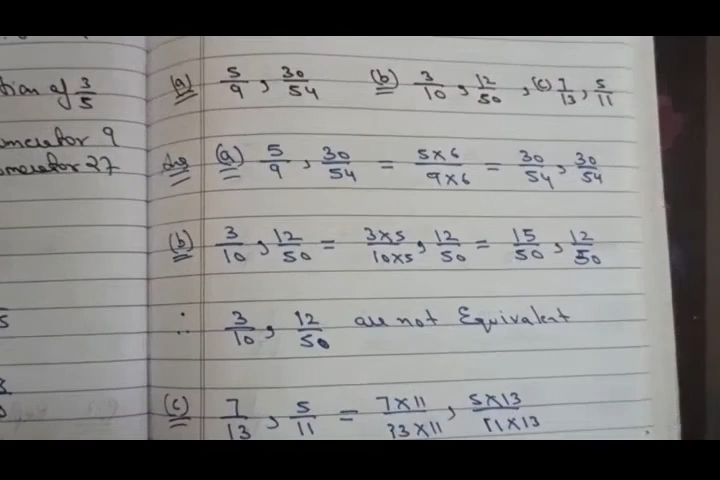 tion of 3/5
(a) 5/9 , 30/54 (b) 3/10 , 12/50 , (c) 7/13 , 5/11
9
27
Ans (a) 5/9 , 30/54 = 5×6/9×6 = 30/54 , 30/54
(b) 3/10 , 12/50 = 3×5/10×5 , 12/50 = 15/50 , 12/50
∴ 3/10 , 12/50 are not Equivalent
(c) 7/13 , 5/11 = 7×11/13×11 , 5×13/11×13